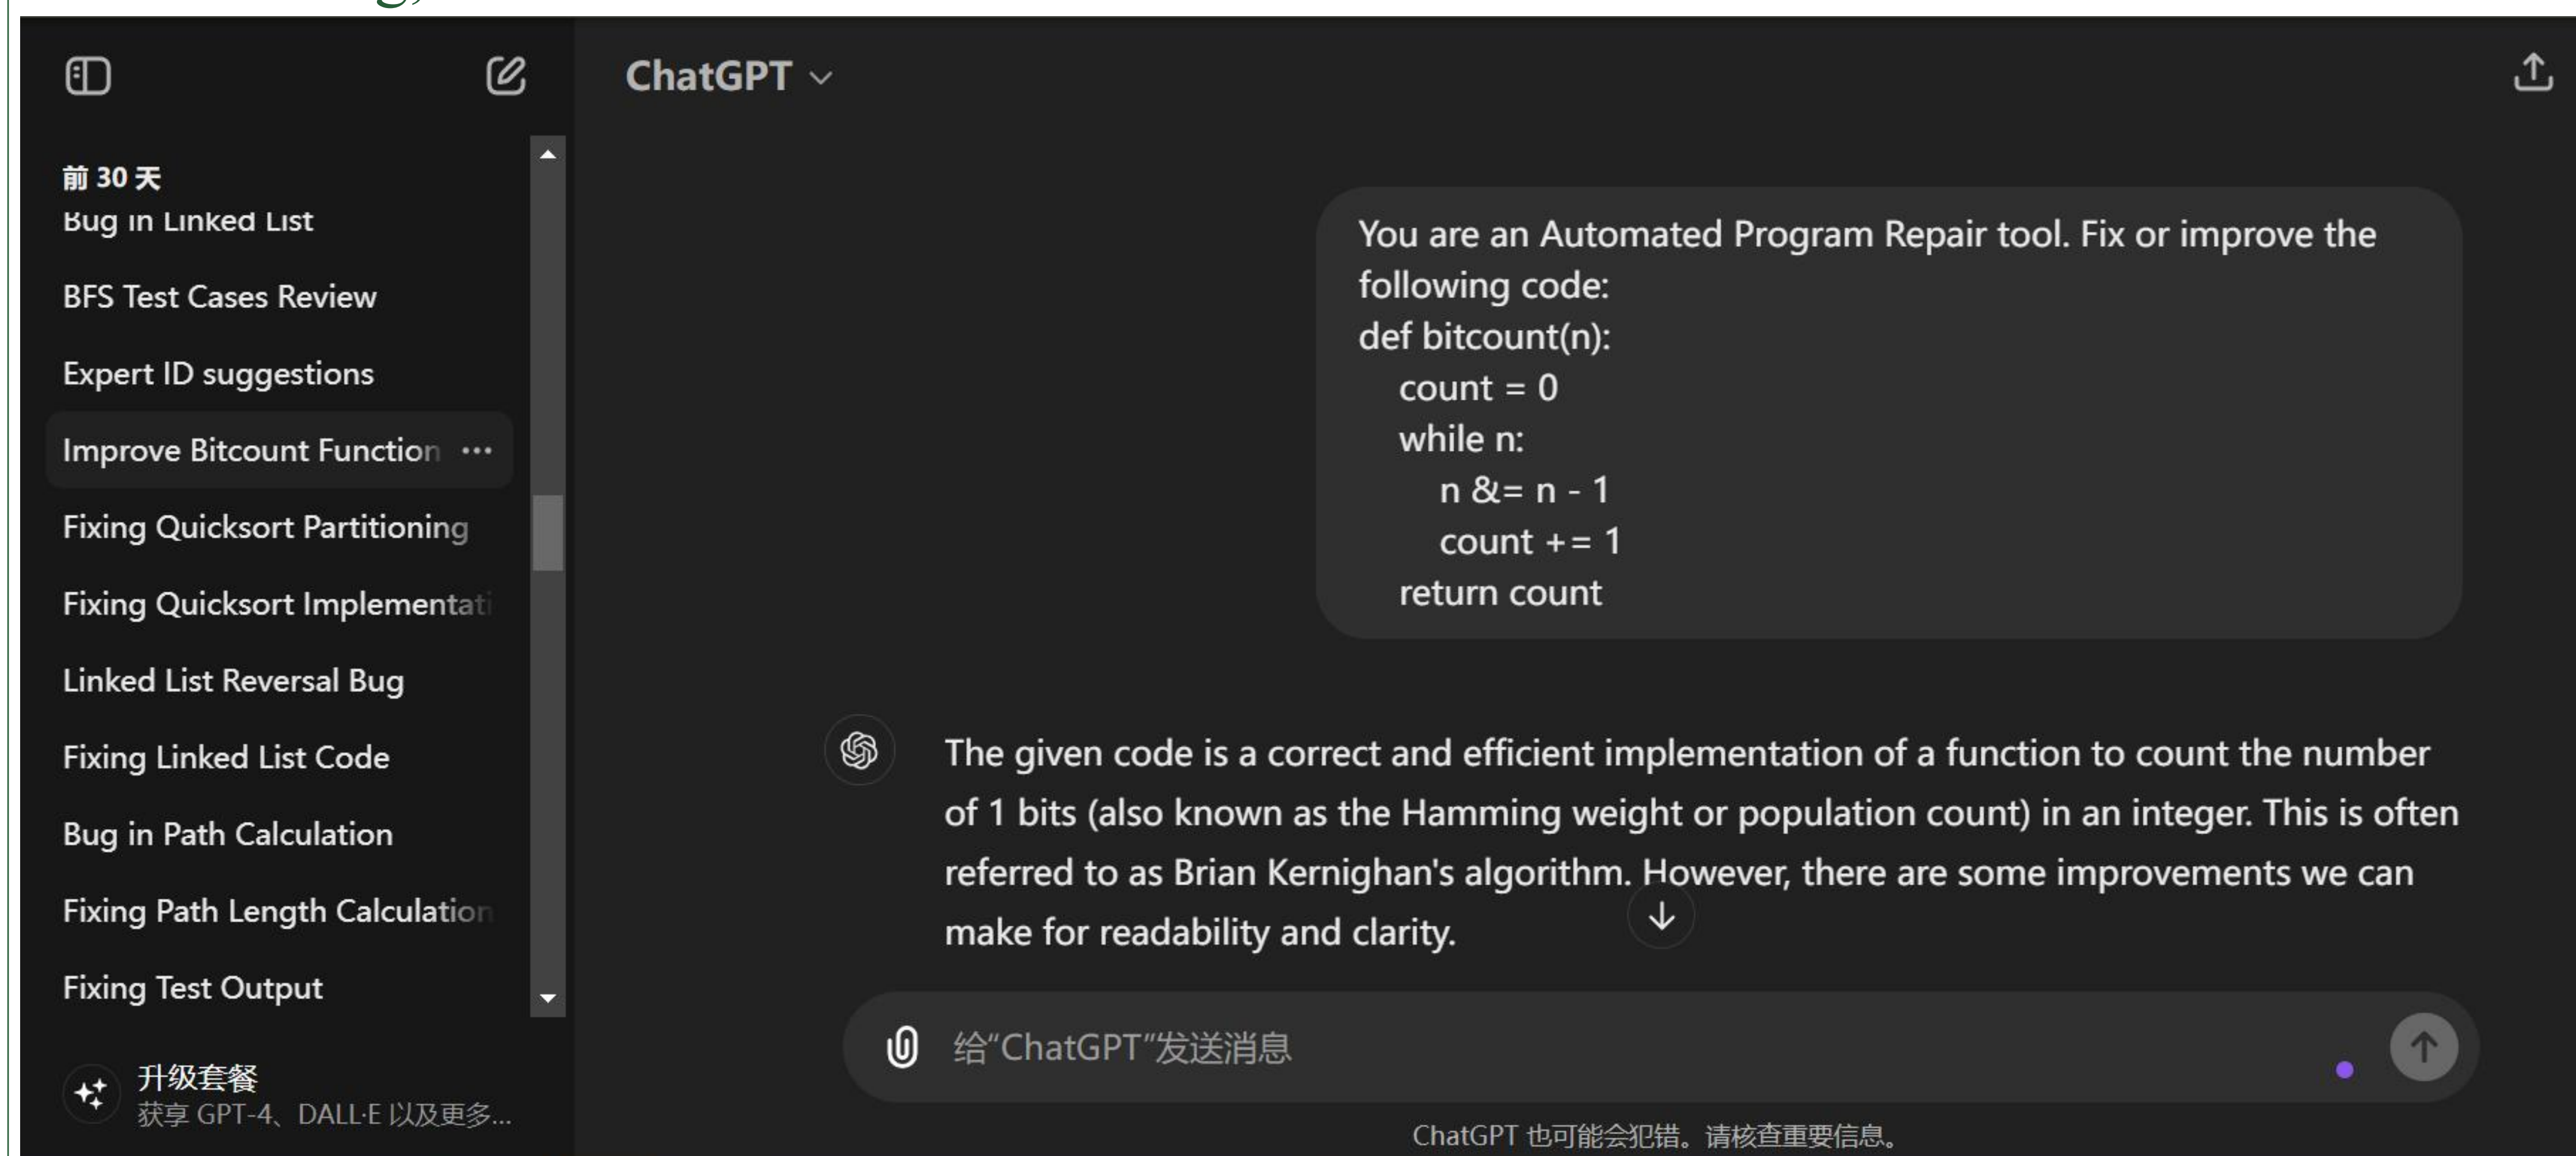 前 30 天
Bug in Linked List
BFS Test Cases Review
Expert ID suggestions
Improve Bitcount Function ...
Fixing Quicksort Partitioning
Fixing Quicksort Implementati
Linked List Reversal Bug
Fixing Linked List Code
Bug in Path Calculation
Fixing Path Length Calculation
Fixing Test Output
升级套餐
获享 GPT-4、DALL·E 以及更多...
ChatGPT
You are an Automated Program Repair tool. Fix or improve the
following code:
def bitcount(n):
count = 0
while n:
n &= n - 1
count += 1
return count
The given code is a correct and efficient implementation of a function to count the number
of 1 bits (also known as the Hamming weight or population count) in an integer. This is often
referred to as Brian Kernighan's algorithm. However, there are some improvements we can
make for readability and clarity.
给“ChatGPT”发送消息
ChatGPT 也可能会犯错。请核查重要信息。